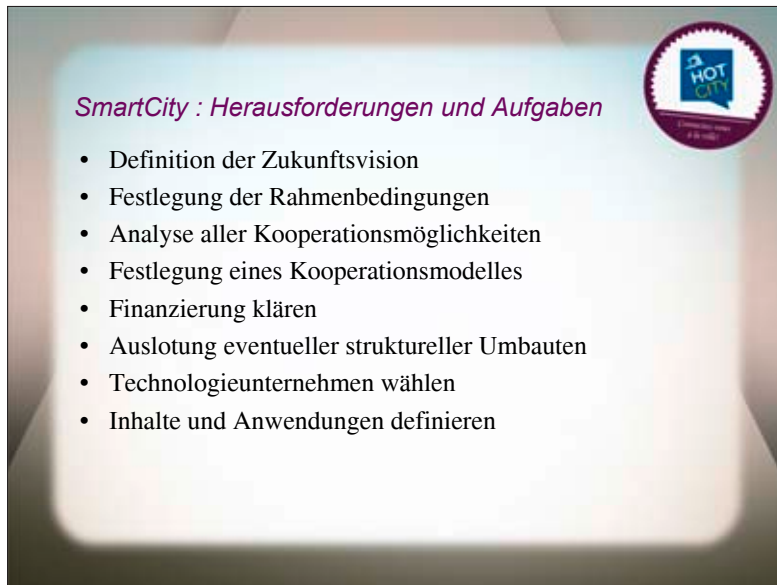 HOT
CITY
SmartCity : Herausforderungen und Aufgaben
• Definition der Zukunftsvision
• Festlegung der Rahmenbedingungen
• Analyse aller Kooperationsmöglichkeiten
• Festlegung eines Kooperationsmodelles
• Finanzierung klären
• Auslotung eventueller struktureller Umbauten
• Technologieunternehmen wählen
• Inhalte und Anwendungen definieren